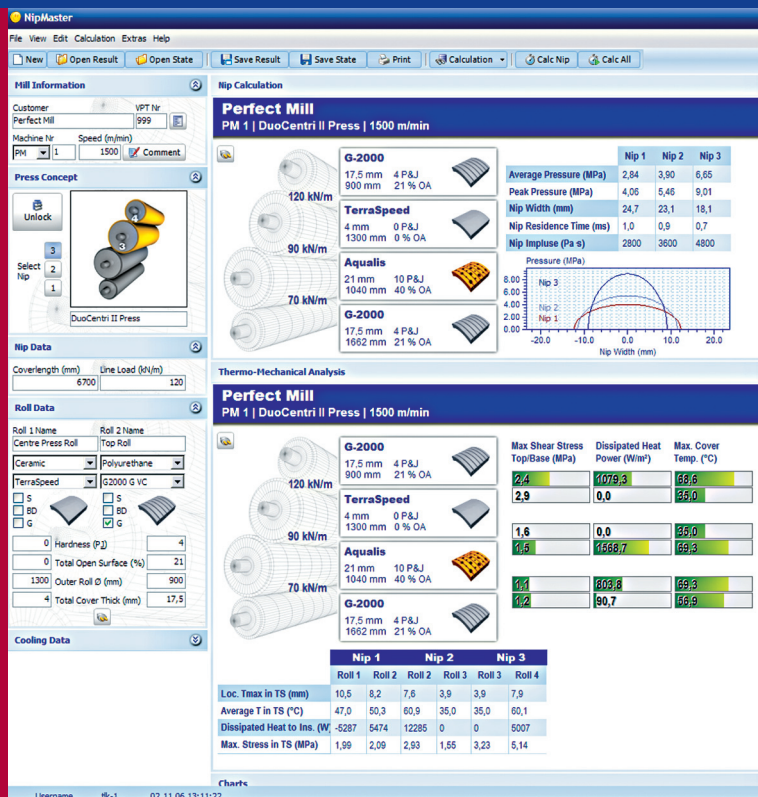 NipMaster
File View Edit Calculation Extras Help
New Open Result Open State Save Result Save State Print Calculation Calc Nip Calc All
Mill Information
Customer VPT Nr
Perfect Mill 999
Machine Nr Speed (m/min)
PM 1 1500 Comment
Press Concept
Unlock
4
3
Select Nip
3
2
1
DuoCentri II Press
Nip Data
Coverlength (mm) Line Load (kN/m)
6700 120
Roll Data
Roll 1 Name Roll 2 Name
Centre Press Roll Top Roll
Ceramic Polyurethane
TerraSpeed G2000 G VC
S S
BD BD
G G
0 Hardness (PJ) 4
0 Total Open Surface (%) 21
1300 Outer Roll Ø (mm) 900
4 Total Cover Thick (mm) 17,5
Cooling Data
Nip Calculation
Perfect Mill
PM 1 | DuoCentri II Press | 1500 m/min
G-2000
17,5 mm 4 P&J
900 mm 21 % OA
120 kN/m
TerraSpeed
4 mm 0 P&J
1300 mm 0 % OA
90 kN/m
Aqualis
21 mm 10 P&J
1040 mm 40 % OA
70 kN/m
G-2000
17,5 mm 4 P&J
1662 mm 21 % OA
Nip 1 Nip 2 Nip 3
Average Pressure (MPa) 2,84 3,90 6,65
Peak Pressure (MPa) 4,06 5,46 9,01
Nip Width (mm) 24,7 23,1 18,1
Nip Residence Time (ms) 1,0 0,9 0,7
Nip Impluse (Pa s) 2800 3600 4800
Pressure (MPa)
8.00
6.00
4.00
2.00
0.00
Nip 3
Nip 2
Nip 1
-20.0 -10.0 0.0 10.0 20.0
Nip Width (mm)
Thermo-Mechanical Analysis
Perfect Mill
PM 1 | DuoCentri II Press | 1500 m/min
G-2000
17,5 mm 4 P&J
900 mm 21 % OA
120 kN/m
TerraSpeed
4 mm 0 P&J
1300 mm 0 % OA
90 kN/m
Aqualis
21 mm 10 P&J
1040 mm 40 % OA
70 kN/m
G-2000
17,5 mm 4 P&J
1662 mm 21 % OA
Max Shear Stress Dissipated Heat Max. Cover
Top/Base (MPa) Power (W/m²) Temp. (°C)
2,4 1079,3 68,6
2,9 0,0 35,0
1,6 0,0 35,0
1,5 1568,7 69,3
1,1 803,8 69,3
1,2 90,7 56,9
Nip 1 Nip 2 Nip 3
Roll 1 Roll 2 Roll 2 Roll 3 Roll 3 Roll 4
Loc. Tmax in TS (mm) 10,5 8,2 7,6 3,9 3,9 7,9
Average T in TS (°C) 47,0 50,3 60,9 35,0 35,0 60,1
Dissipated Heat to Ins. (W -5287 5474 12285 0 0 5007
Max. Stress in TS (MPa) 1,99 2,09 2,93 1,55 3,23 5,14
Charts
Username 02.11.06 13:11:22